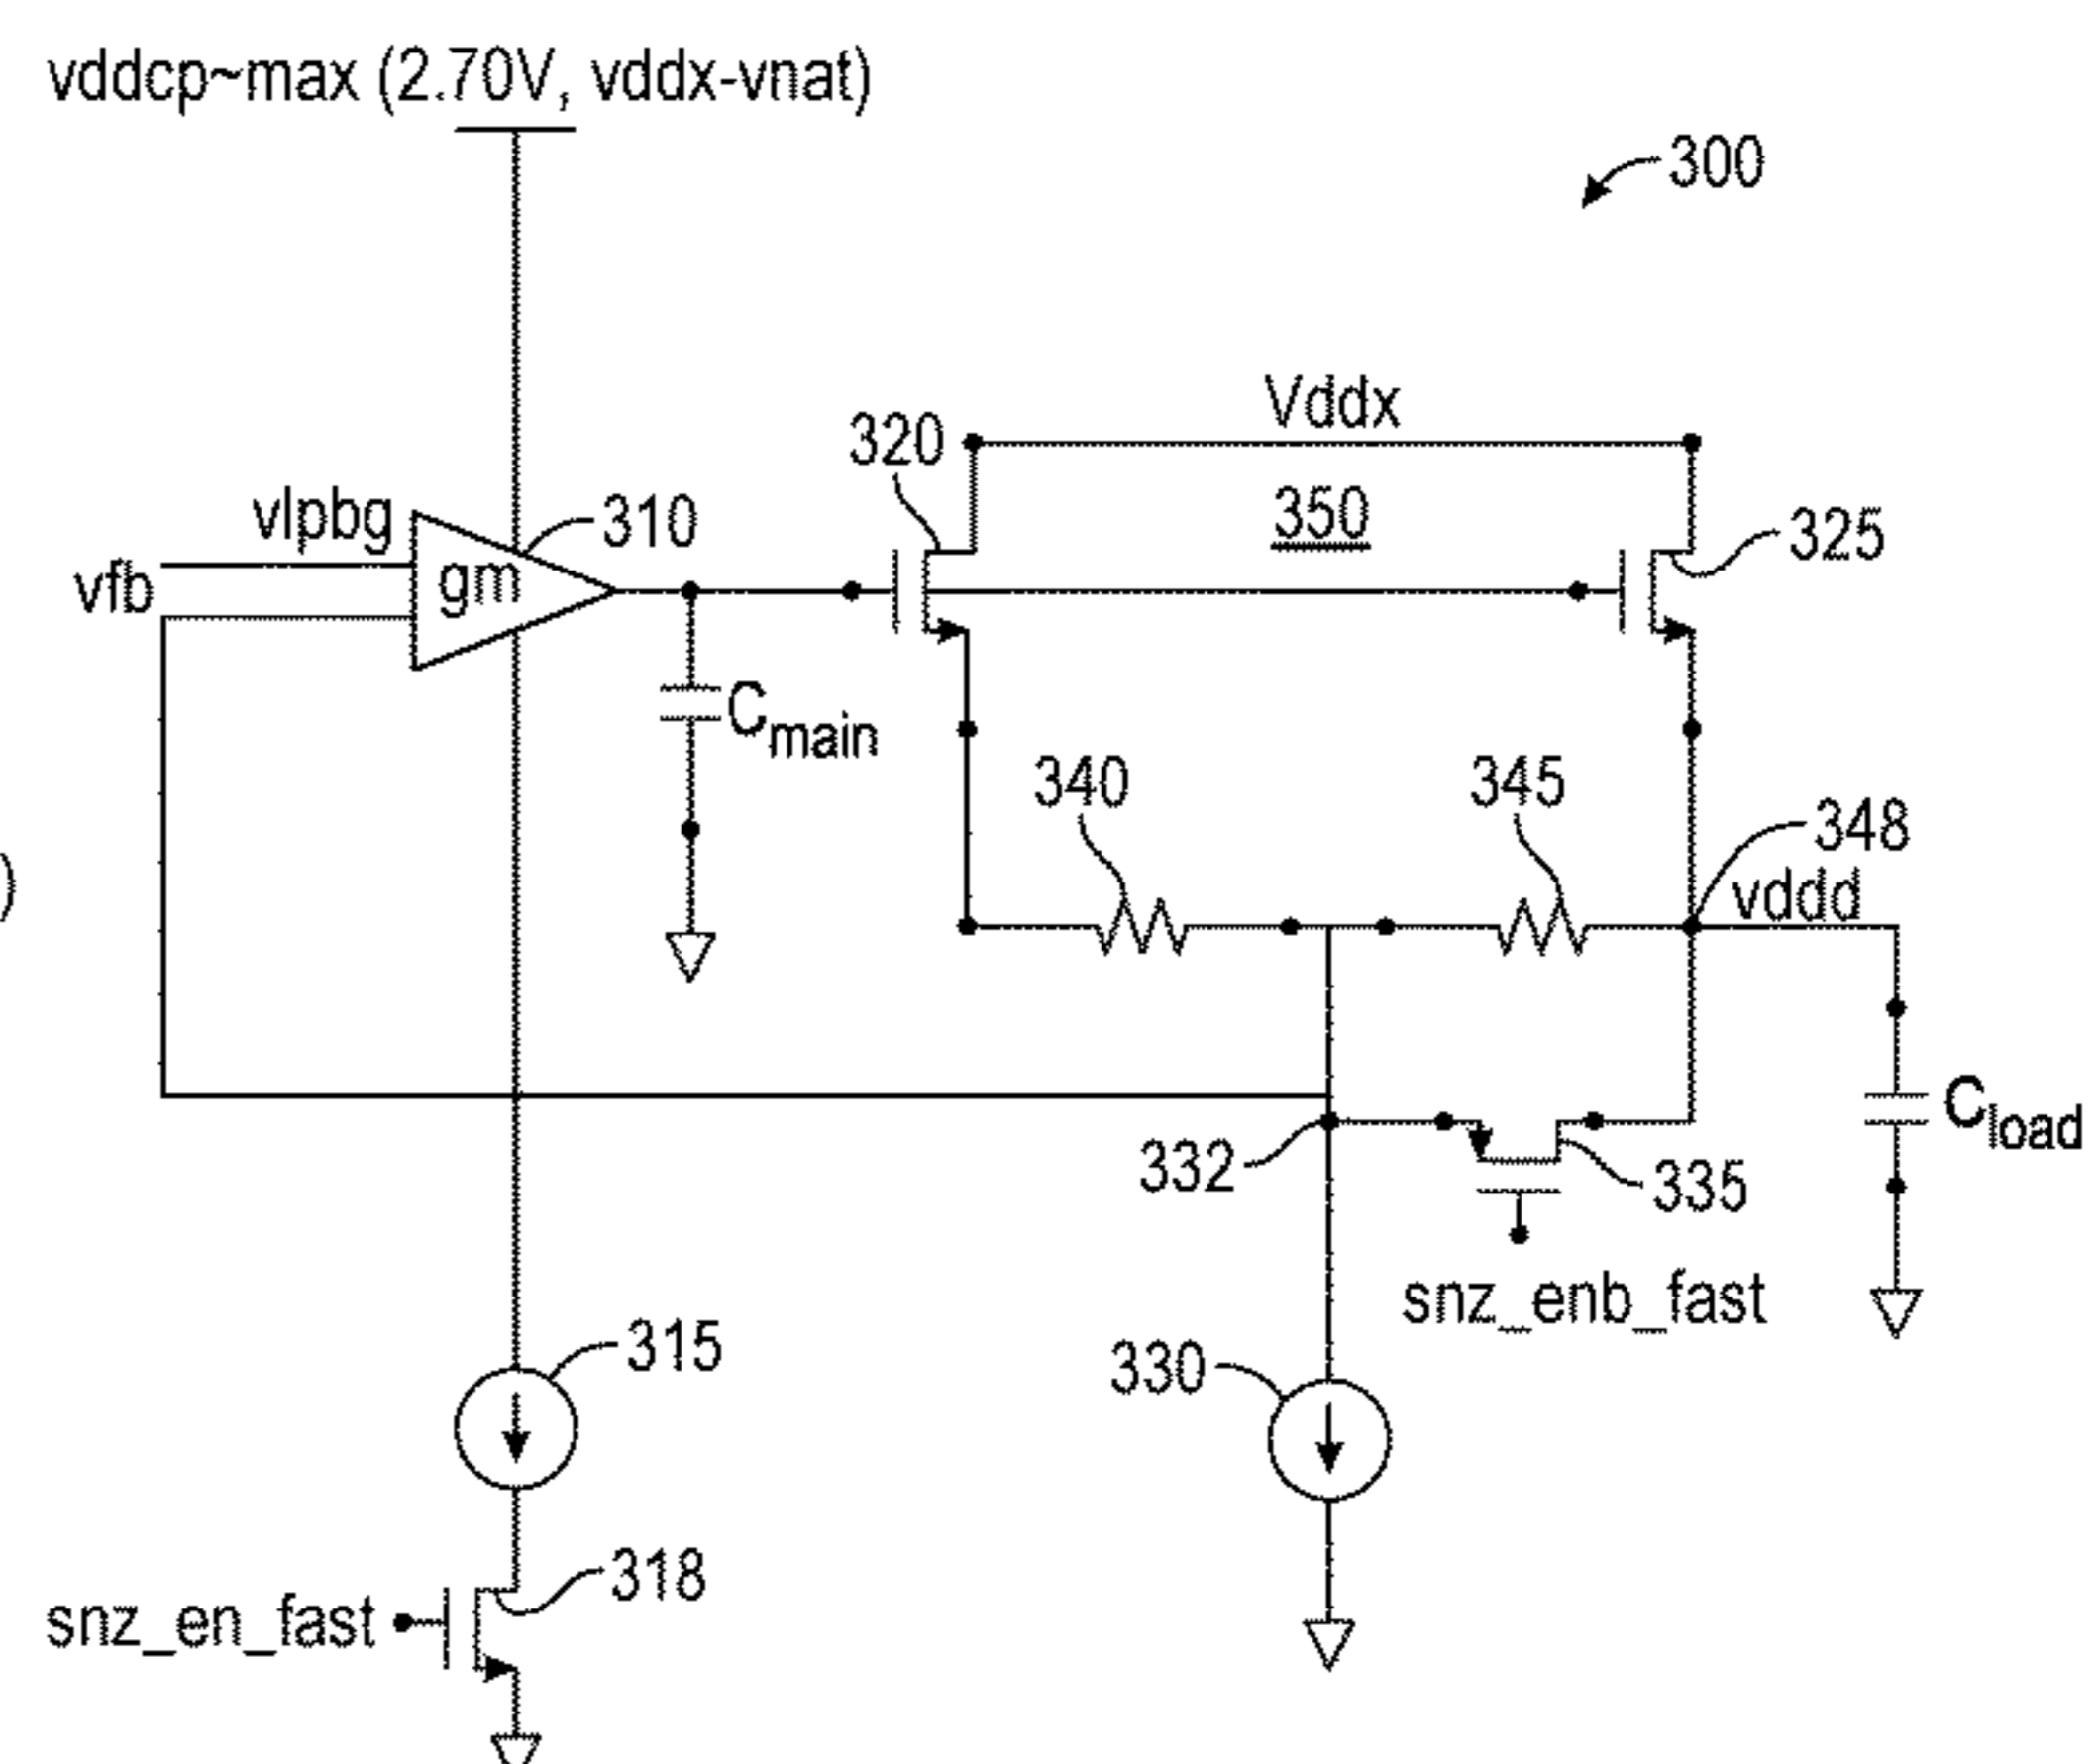 vddcp~max (2.70V, vddx-vnat)
300
Vddx
320
350
325
vlpbg
310
vfb
gm
Cmain
340
345
348
vddd
)
332
335
Cload
snz_enb_fast
315
330
318
snz_en_fast